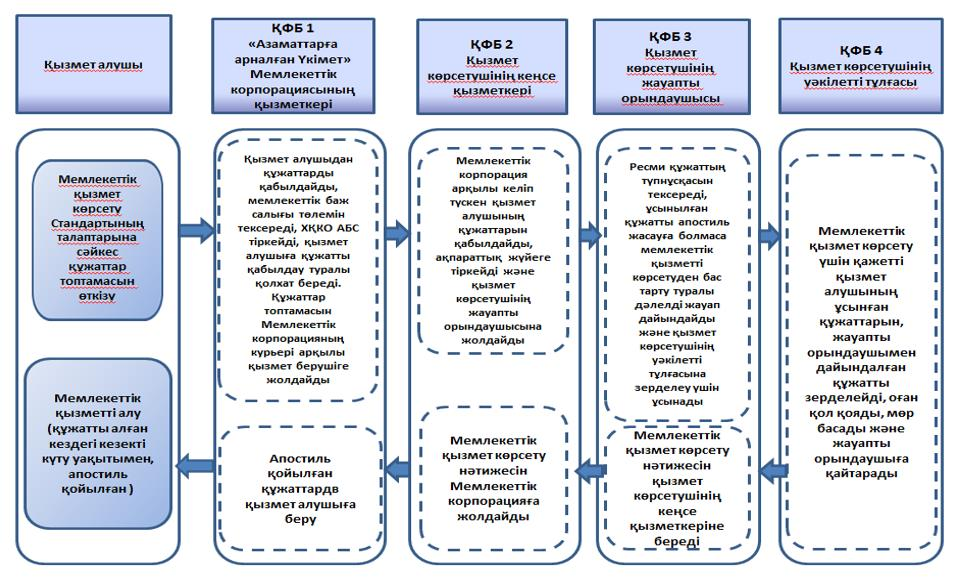 Қызмет алушы
ҚФБ 1
«Азаматтарға
арналған Үкімет»
Мемлекеттік
корпорациясының
қызметкері
ҚФБ 2
Қызмет
көрсетушінің кеңсе
қызметкері
ҚФБ 3
Қызмет
көрсетушінің
жауапты
орындаушысы
ҚФБ 4
Қызмет көрсетушінің
уәкілетті тұлғасы
Мемлекеттік
қызмет
көрсету
Стандартының
талаптарына
сәйкес
құжаттар
топтамасын
өткізу
Қызмет алушыдан
құжаттарды
қабылдайды,
мемлекеттік баж
салығы төлемін
тексереді, ХҚКО АБС
тіркейді, қызмет
алушыға құжатты
қабылдау туралы
қолхат береді.
Құжаттар
топтамасын
Мемлекеттік
корпорацияның
курьері арқылы
қызмет берушіге
жолдайды
Мемлекеттік
корпорация
арқылы келіп
түскен қызмет
алушының
құжаттарын
қабылдайды,
ақпараттық жүйеге
тіркейді және
қызмет
көрсетушінің
жауапты
орындаушысына
жолдайды
Ресми құжаттың
түпнұсқасын
тексереді,
ұсынылған
құжатты апостиль
жасауға болмаса
мемлекеттік
қызметті
көрсетуден бас
тарту туралы
дәлелді жауап
дайындайды
және қызмет
көрсетушінің
уәкілетті
тұлғасына
зерделеу үшін
ұсынады
Мемлекеттік
қызмет көрсету
үшін қажетті
қызмет
алушының
ұсынған
құжаттарын,
жауапты
орындаушымен
дайындалған
құжатты
зерделейді, оған
қол қояды, мөр
басады және
жауапты
орындаушыға
қайтарады
Мемлекеттік
қызметті алу
(құжатты алған
кездегі кезекті
күту уақытымен,
апостиль
қойылған )
Апостиль
қойылған
құжаттардв
қызмет алушыға
беру
Мемлекеттік
қызмет көрсету
нәтижесін
Мемлекеттік
корпорацияға
жолдайды
Мемлекеттік
қызмет көрсету
нәтижесін
қызмет
көрсетушінің
кеңсе
қызметкеріне
береді